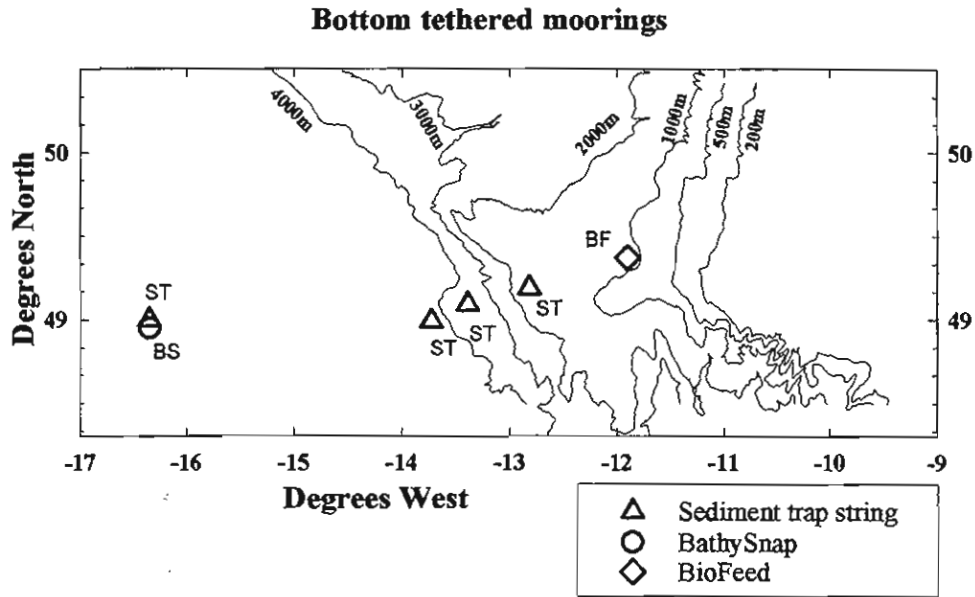 Bottom tethered moorings
Degrees North
50
49
50
49
4000m
3000m
2000m
1000m
500m
200m
BF
ST
BS
ST
ST
ST
-17
-16
-15
-14
-13
-12
-11
-10
-9
Degrees West
Sediment trap string
BathySnap
BioFeed